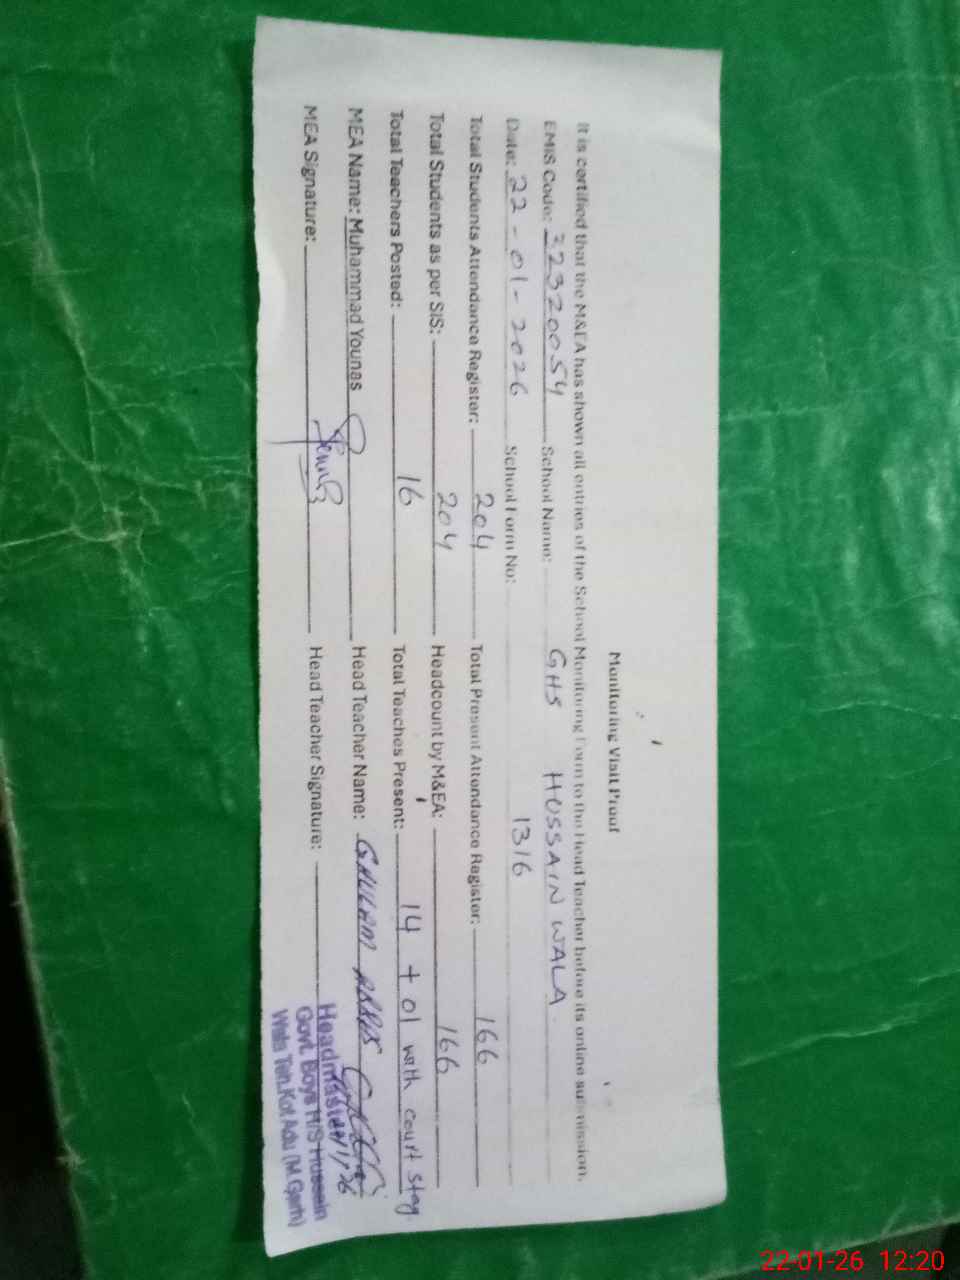 Monitoring Visit Proof
It is certified that the M&EA has shown all entries of the School Monitoring Form to the Head Teacher before its online submission.
EMIS Code: 32320054 School Name: GHS HUSSAIN WALA.
Date: 22-01-2026 School Form No: 1316
Total Students Attendance Register: 204 Total Present Attendance Register: 166
Total Students as per SIS: 204 Headcount by M&EA: 166
Total Teachers Posted: 16 Total Teaches Present: 14 + 01 with court stay
MEA Name: Muhammad Younas Head Teacher Name: GHULAM ABBAS
MEA Signature: Head Teacher Signature:
Headmaster
Govt. Boys H/S Hussain
Wala Teh. Kot Adu (M.Garh)
22-01-26 12:20